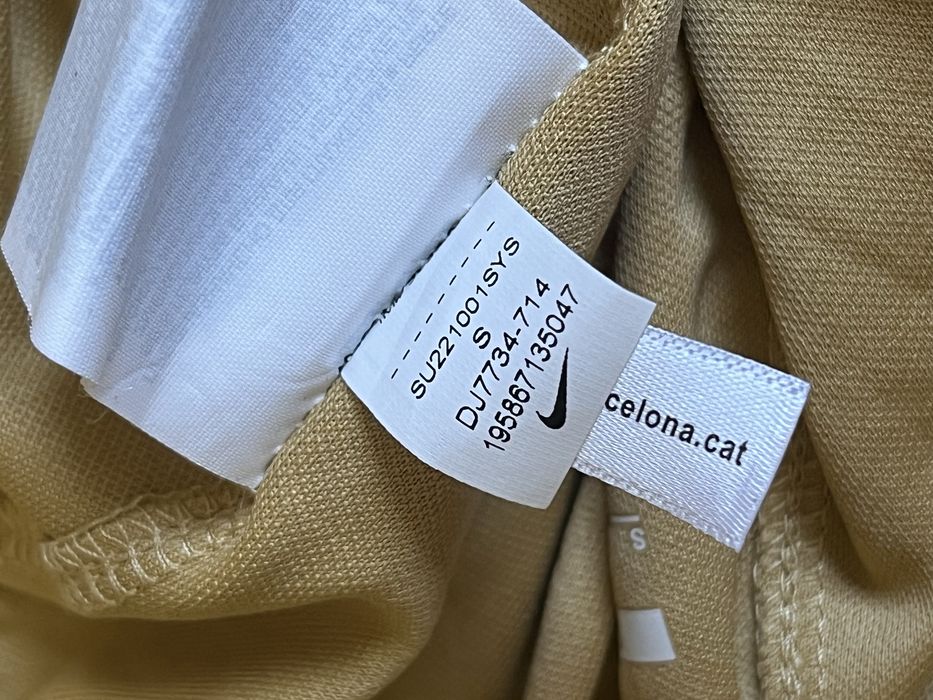 SU221001SYS
S
DJ7734-714
195867135047
celona.cat
S